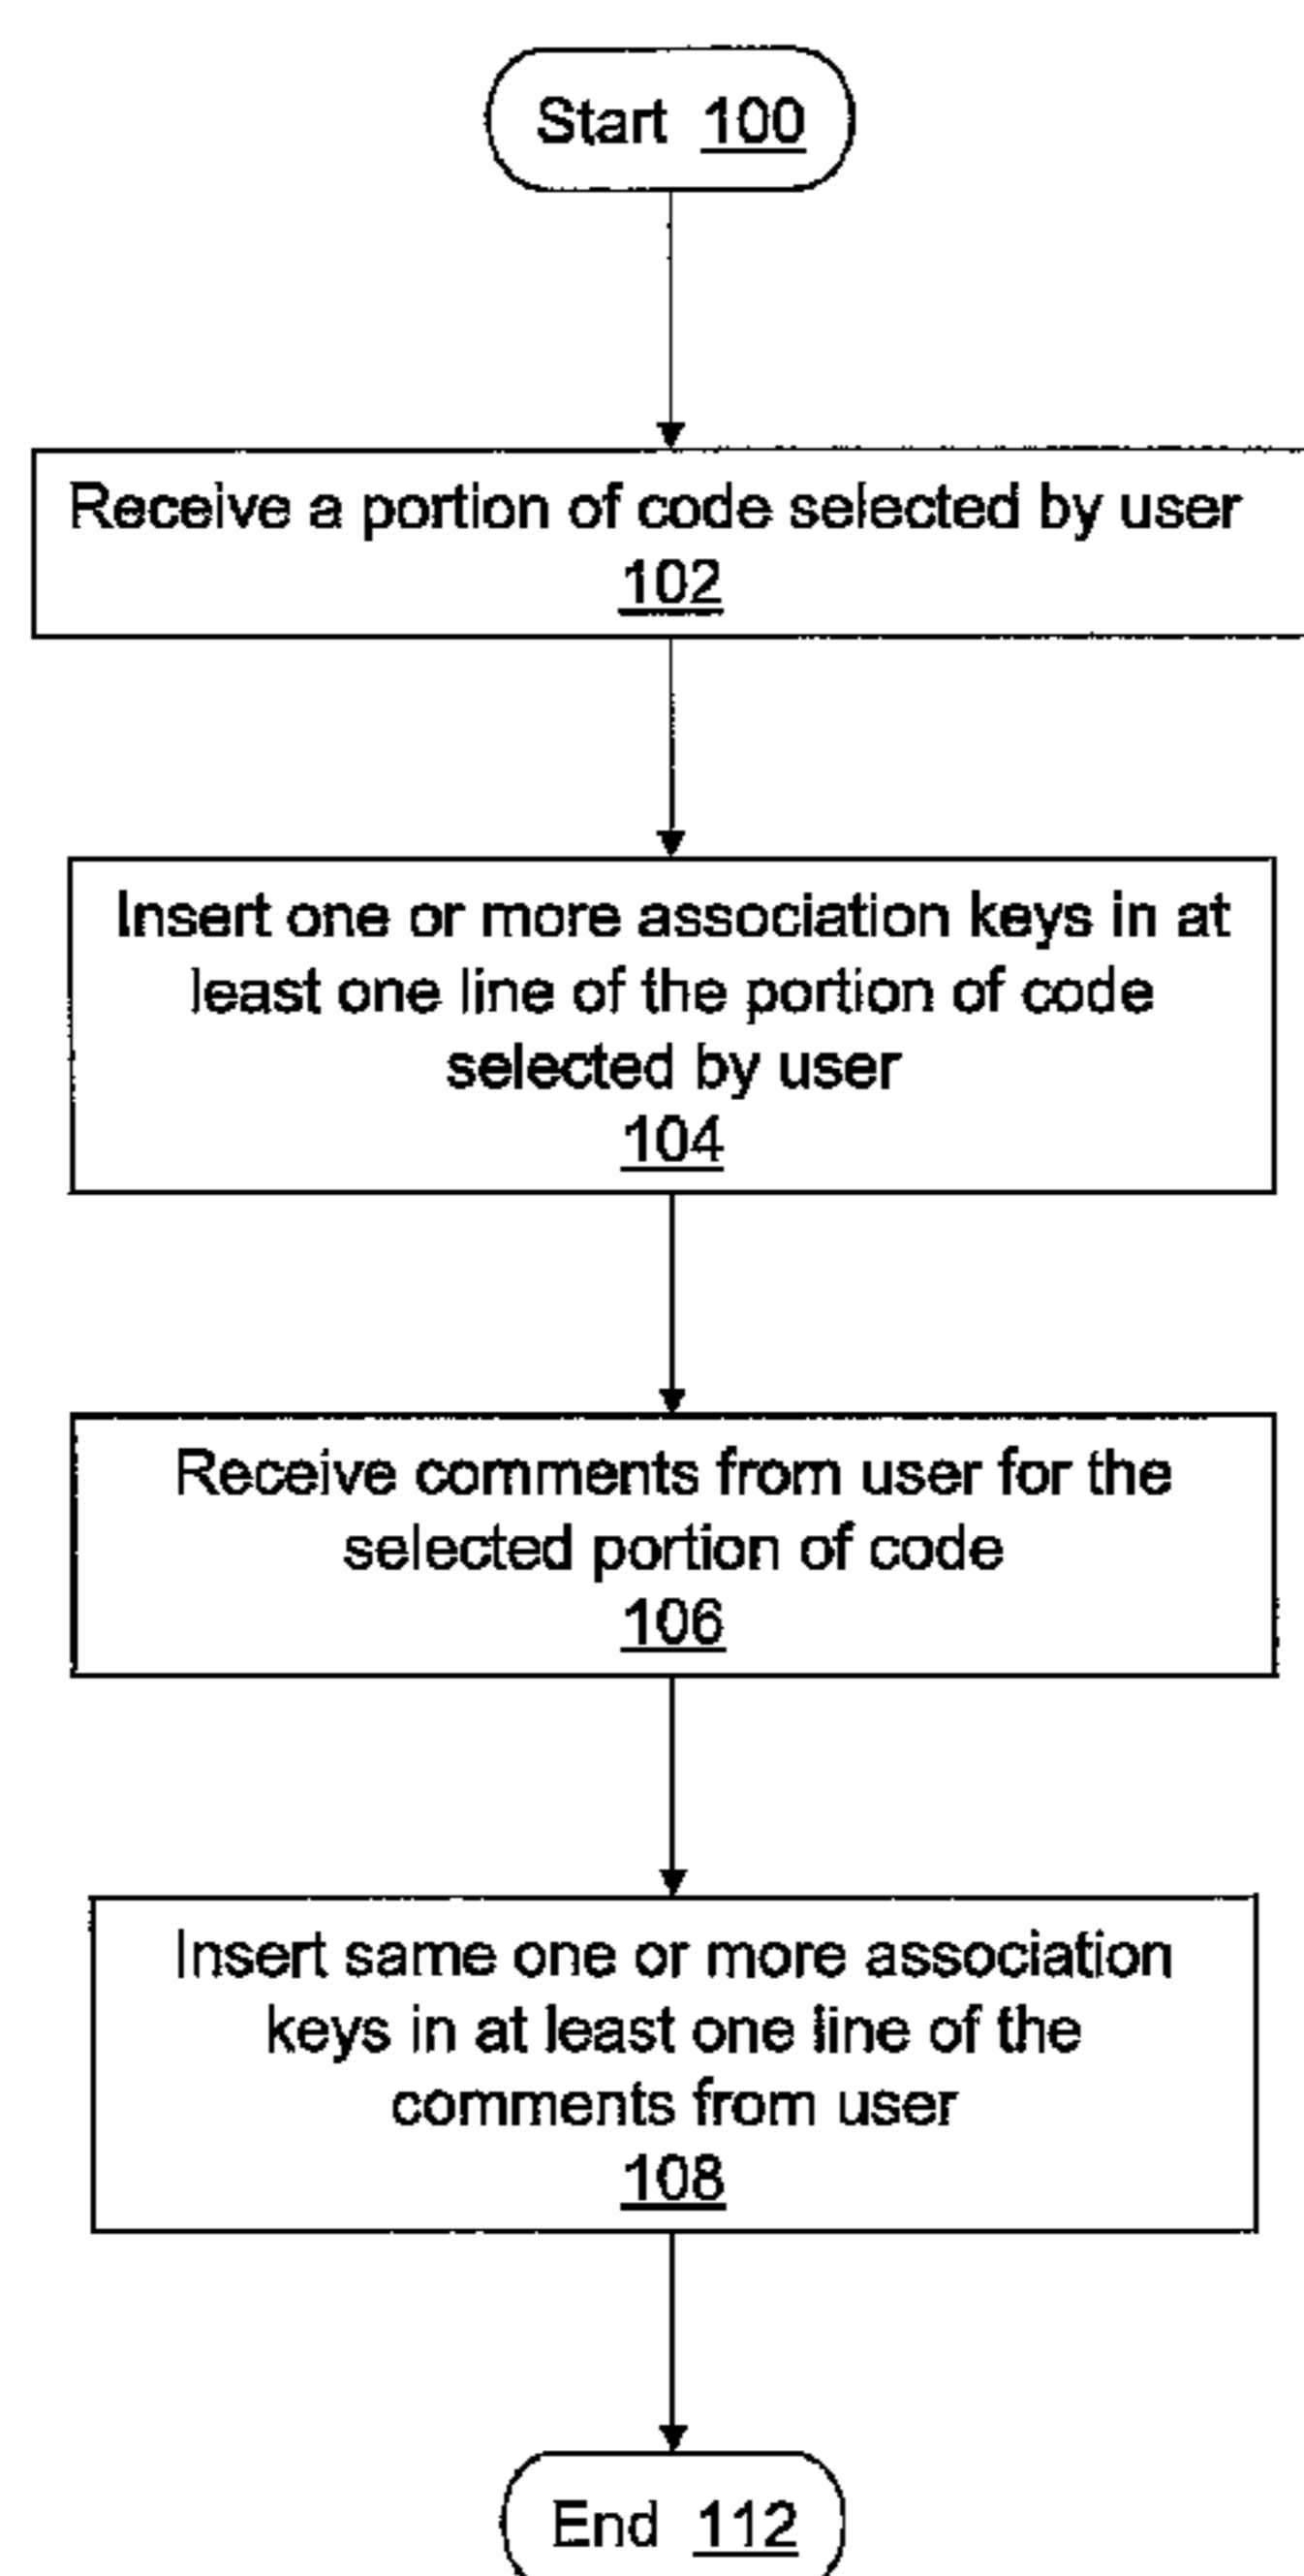 Start 100
Receive a portion of code selected by user
102
Insert one or more association keys in at
least one line of the portion of code
selected by user
104
Receive comments from user for the
selected portion of code
106
Insert same one or more association
keys in at least one line of the
comments from user
108
End 112